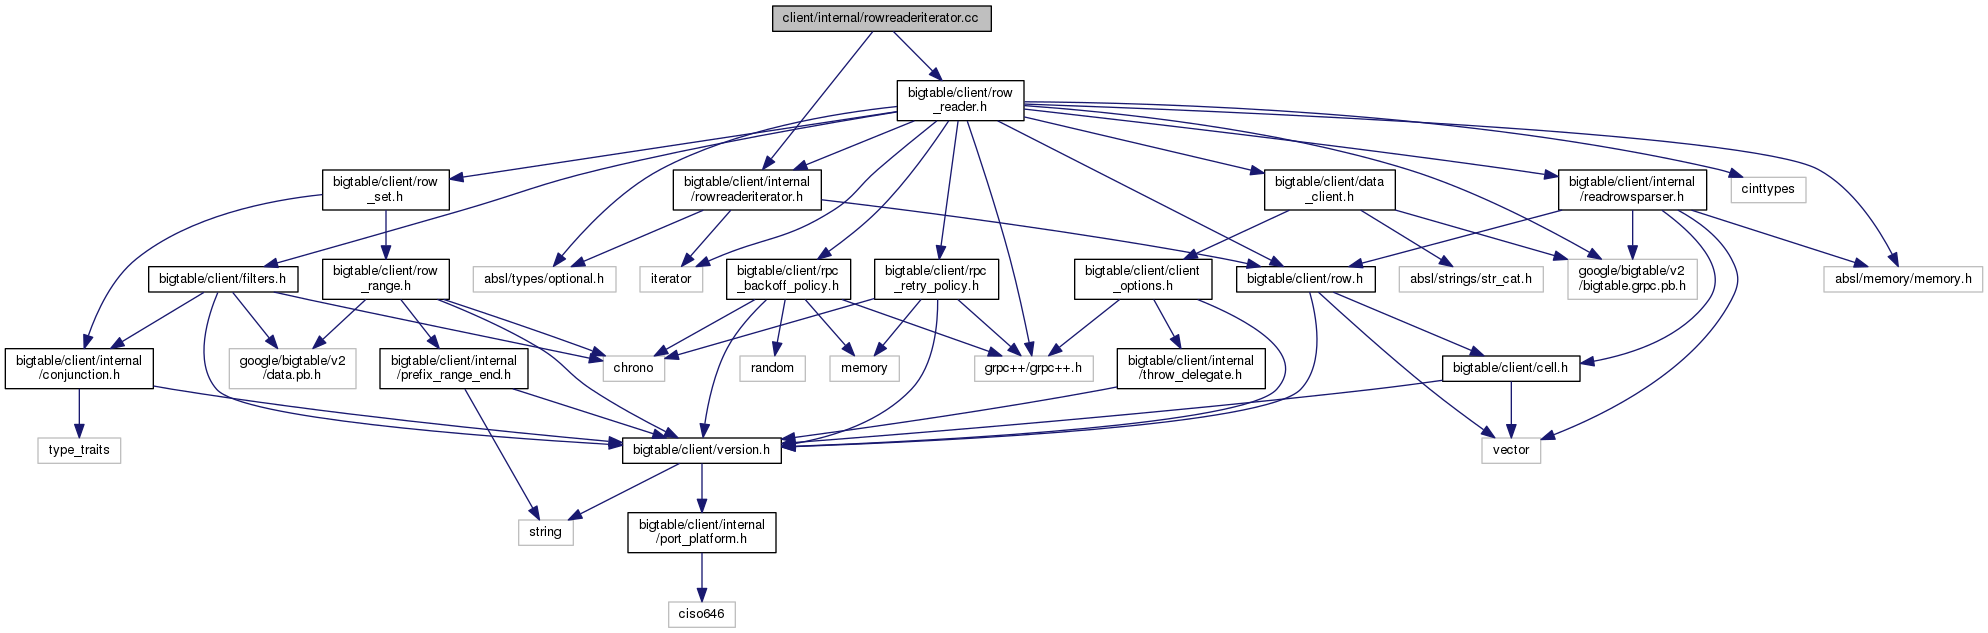 client/internal/rowreaderiterator.cc
bigtable/client/row
_reader.h
bigtable/client/row
_set.h
bigtable/client/internal
/rowreaderiterator.h
bigtable/client/data
_client.h
bigtable/client/internal
/readrowsparser.h
cinttypes
bigtable/client/filters.h
bigtable/client/row
_range.h
absl/types/optional.h
iterator
bigtable/client/rpc
_backoff_policy.h
bigtable/client/rpc
_retry_policy.h
bigtable/client/client
_options.h
bigtable/client/row.h
absl/strings/str_cat.h
google/bigtable/v2
/bigtable.grpc.pb.h
absl/memory/memory.h
bigtable/client/internal
/conjunction.h
google/bigtable/v2
/data.pb.h
bigtable/client/internal
/prefix_range_end.h
chrono
random
memory
grpc++/grpc++.h
bigtable/client/internal
/throw_delegate.h
bigtable/client/cell.h
type_traits
bigtable/client/version.h
vector
string
bigtable/client/internal
/port_platform.h
ciso646